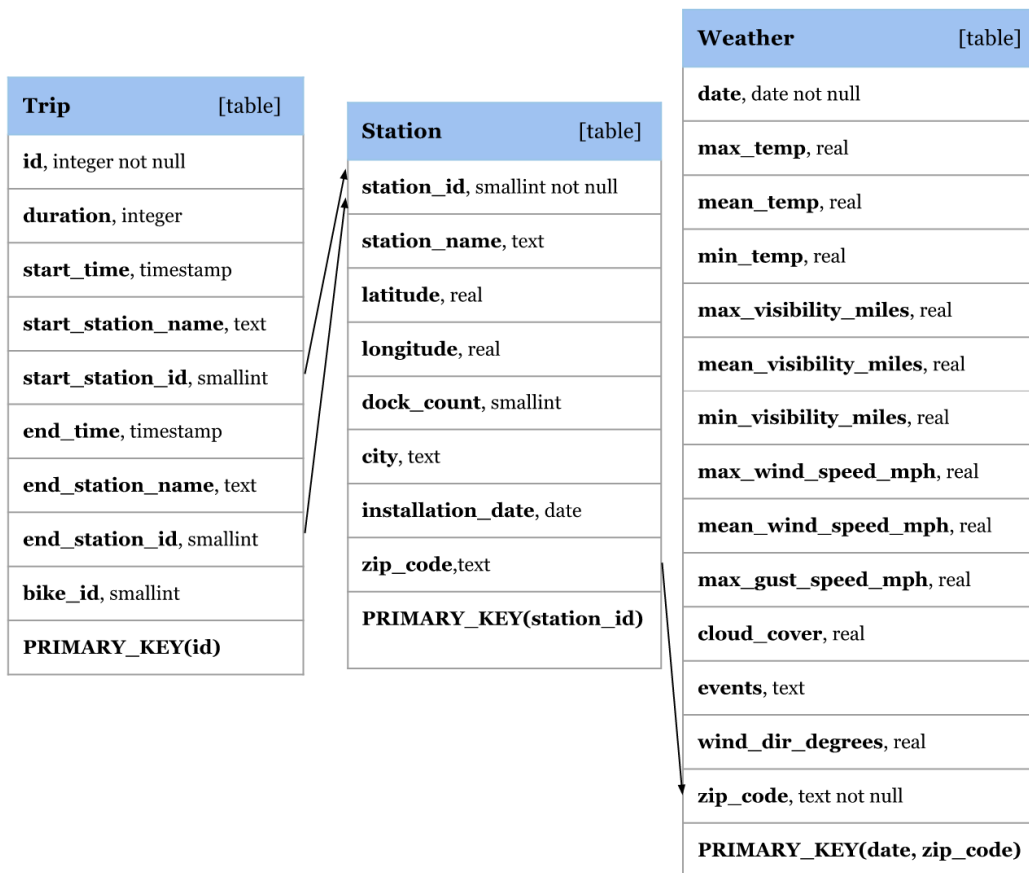 Trip [table]
id, integer not null
duration, integer
start_time, timestamp
start_station_name, text
start_station_id, smallint
end_time, timestamp
end_station_name, text
end_station_id, smallint
bike_id, smallint
PRIMARY_KEY(id)
Station [table]
station_id, smallint not null
station_name, text
latitude, real
longitude, real
dock_count, smallint
city, text
installation_date, date
zip_code,text
PRIMARY_KEY(station_id)
Weather [table]
date, date not null
max_temp, real
mean_temp, real
min_temp, real
max_visibility_miles, real
mean_visibility_miles, real
min_visibility_miles, real
max_wind_speed_mph, real
mean_wind_speed_mph, real
max_gust_speed_mph, real
cloud_cover, real
events, text
wind_dir_degrees, real
zip_code, text not null
PRIMARY_KEY(date, zip_code)